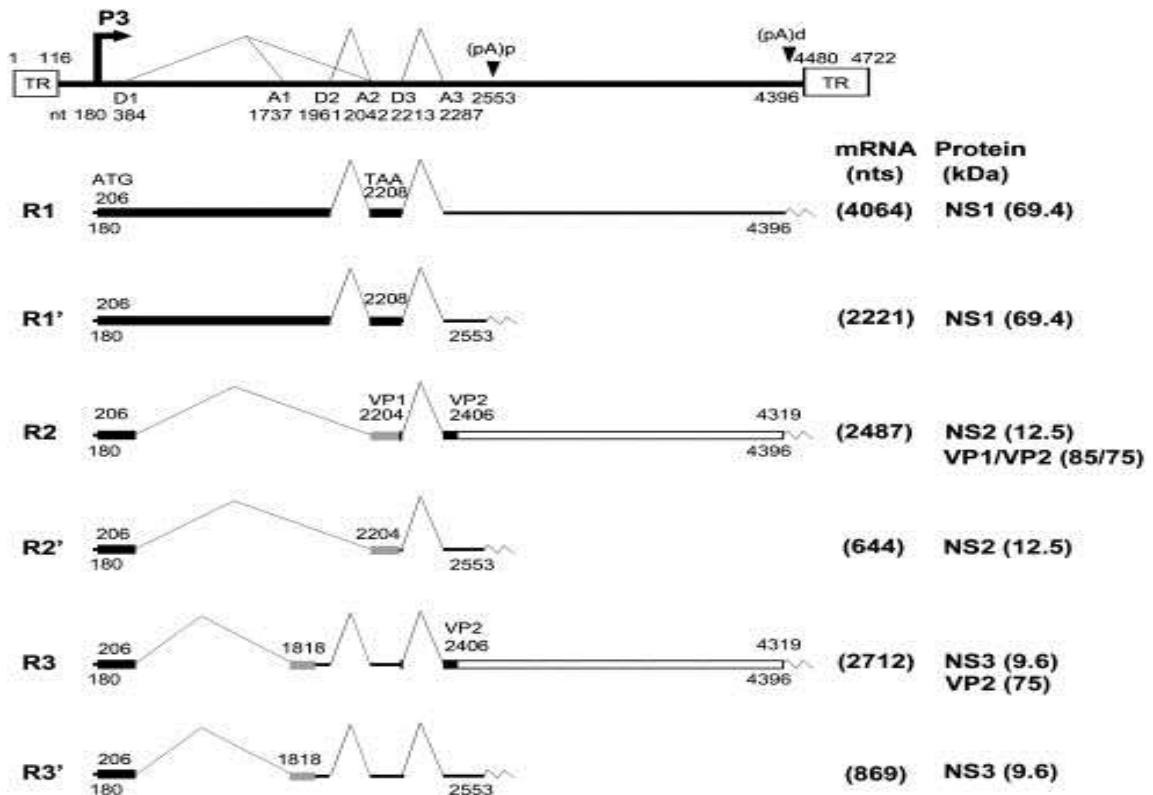 P3
(pA)p (pA)d
1 116 4480 4722
TR TR
D1 A1 D2 A2 D3 A3 2553 4396
nt 180 384 1737 1961 2042 2213 2287
mRNA Protein
(nts) (kDa)
ATG TAA
206 2208
R1 (4064) NS1 (69.4)
180 4396
206 2208
R1' (2221) NS1 (69.4)
180 2553
VP1 VP2
206 2204 2406 4319
R2 (2487) NS2 (12.5)
180 4396 VP1/VP2 (85/75)
206 2204
R2' (644) NS2 (12.5)
180 2553
VP2
206 1818 2406 4319
R3 (2712) NS3 (9.6)
180 4396 VP2 (75)
206 1818
R3' (869) NS3 (9.6)
180 2553